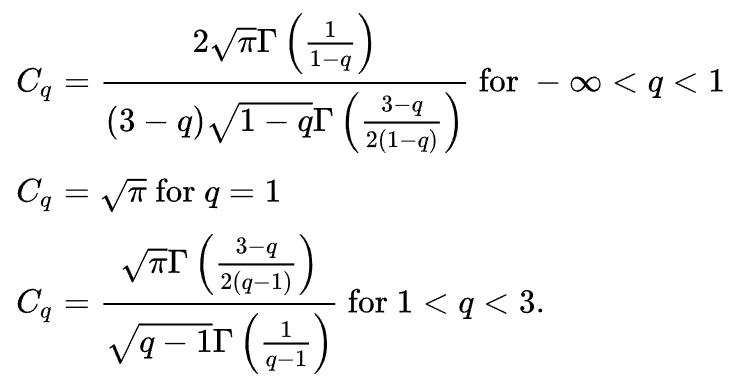 $C_q = \frac{2\sqrt{\pi}\Gamma\left(\frac{1}{1-q}\right)}{(3-q)\sqrt{1-q}\Gamma\left(\frac{3-q}{2(1-q)}\right)}$ for $-\infty < q < 1$
$C_q = \sqrt{\pi}$ for $q = 1$
$C_q = \frac{\sqrt{\pi}\Gamma\left(\frac{3-q}{2(q-1)}\right)}{\sqrt{q-1}\Gamma\left(\frac{1}{q-1}\right)}$ for $1 < q < 3.$